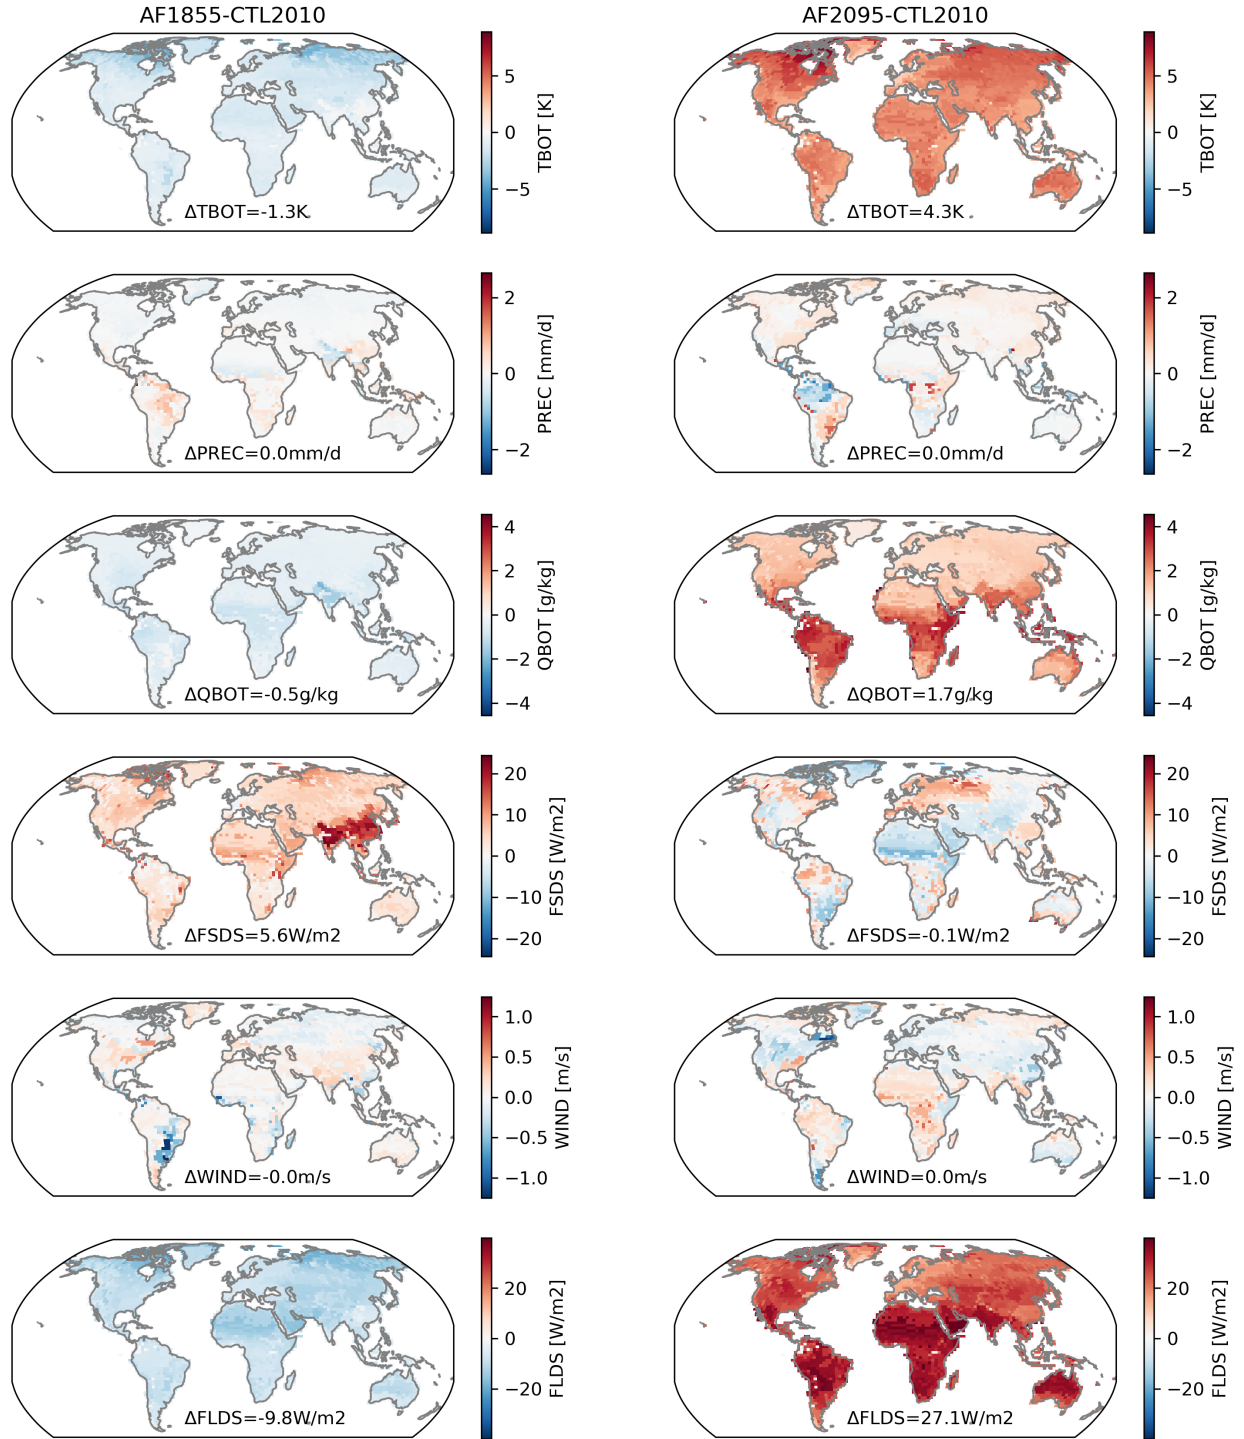 AF1855-CTL2010
AF2095-CTL2010
5
0
−5
TBOT [K]
ΔTBOT=-1.3K
5
0
−5
TBOT [K]
ΔTBOT=4.3K
2
0
−2
PREC [mm/d]
ΔPREC=0.0mm/d
2
0
−2
PREC [mm/d]
ΔPREC=0.0mm/d
4
2
0
−2
−4
QBOT [g/kg]
ΔQBOT=-0.5g/kg
4
2
0
−2
−4
QBOT [g/kg]
ΔQBOT=1.7g/kg
20
10
0
−10
−20
FSDS [W/m2]
ΔFSDS=5.6W/m2
20
10
0
−10
−20
FSDS [W/m2]
ΔFSDS=-0.1W/m2
1.0
0.5
0.0
−0.5
−1.0
WIND [m/s]
ΔWIND=-0.0m/s
1.0
0.5
0.0
−0.5
−1.0
WIND [m/s]
ΔWIND=0.0m/s
20
0
−20
FLDS [W/m2]
ΔFLDS=-9.8W/m2
20
0
−20
FLDS [W/m2]
ΔFLDS=27.1W/m2